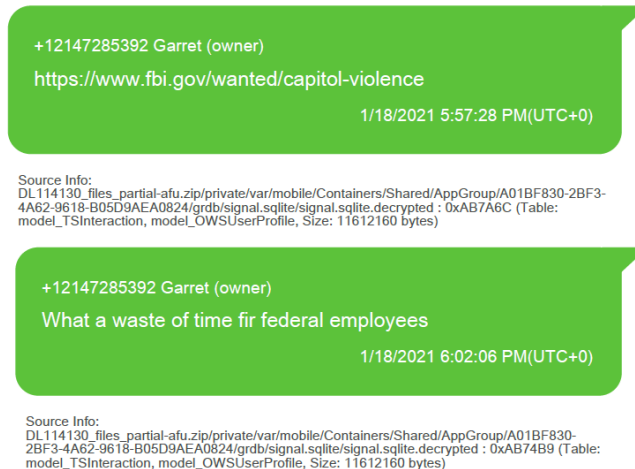 +12147285392 Garret (owner)
https://www.fbi.gov/wanted/capitol-violence
1/18/2021 5:57:28 PM(UTC+0)
Source Info:
DL114130_files_partial-afu.zip/private/var/mobile/Containers/Shared/AppGroup/A01BF830-2BF3-
4A62-9618-B05D9AEA0824/grdb/signal.sqlite/signal.sqlite.decrypted : 0xAB7A6C (Table:
model_TSInteraction, model_OWSUserProfile, Size: 11612160 bytes)
+12147285392 Garret (owner)
What a waste of time fir federal employees
1/18/2021 6:02:06 PM(UTC+0)
Source Info:
DL114130_files_partial-afu.zip/private/var/mobile/Containers/Shared/AppGroup/A01BF830-
2BF3-4A62-9618-B05D9AEA0824/grdb/signal.sqlite/signal.sqlite.decrypted : 0xAB74B9 (Table:
model_TSInteraction, model_OWSUserProfile, Size: 11612160 bytes)